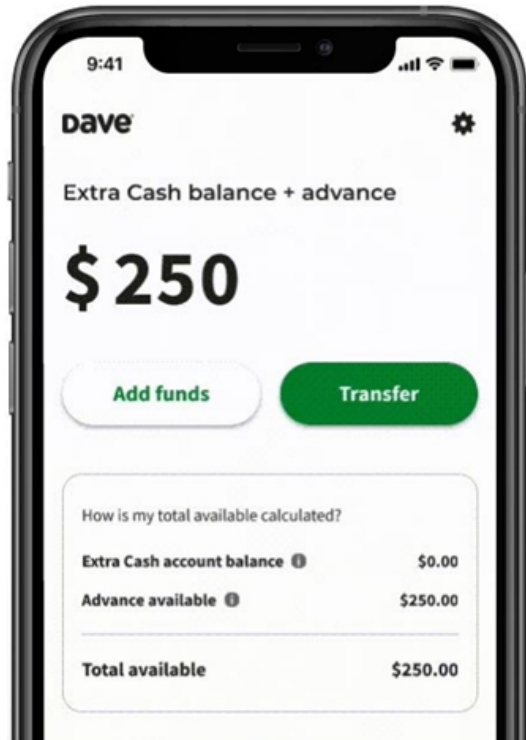 9:41
Dave
Extra Cash balance + advance
$250
Add funds
Transfer
How is my total available calculated?
Extra Cash account balance
$0.00
Advance available
$250.00
Total available
$250.00